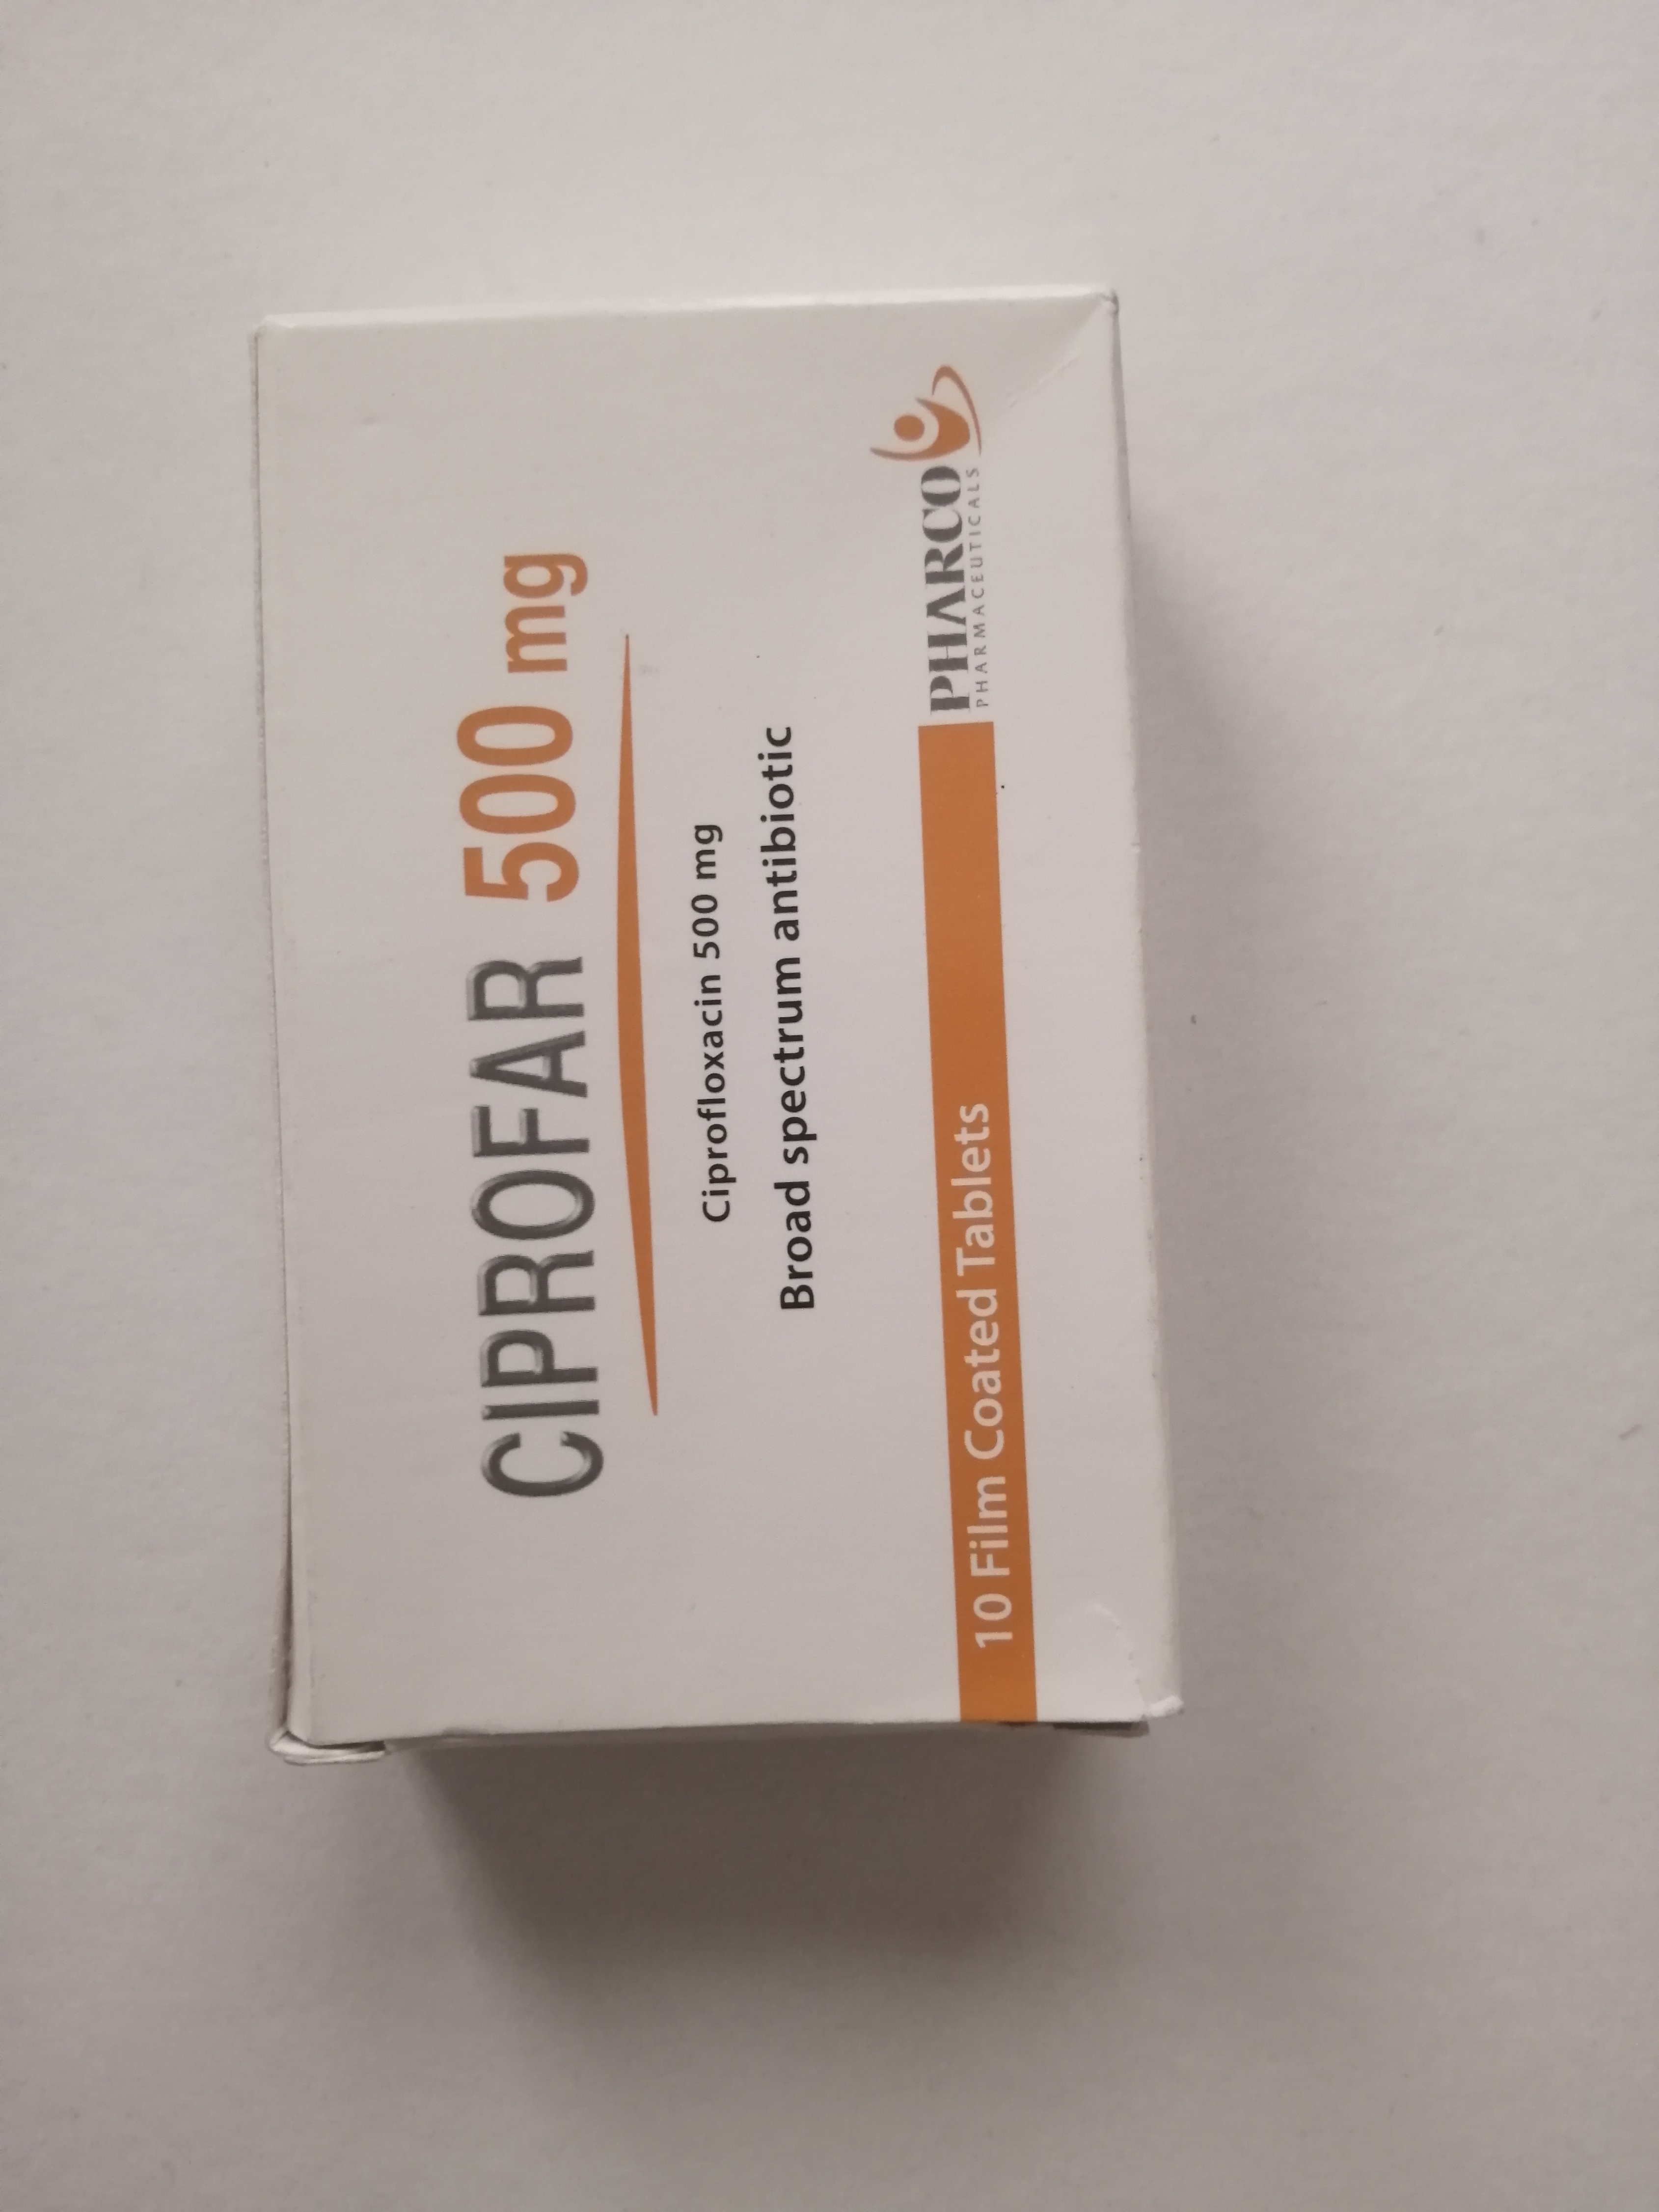 CIPROFAR 500 mg
Ciprofloxacin 500 mg
Broad spectrum antibiotic
10 Film Coated Tablets
PHARCO
PHARMACEUTICALS